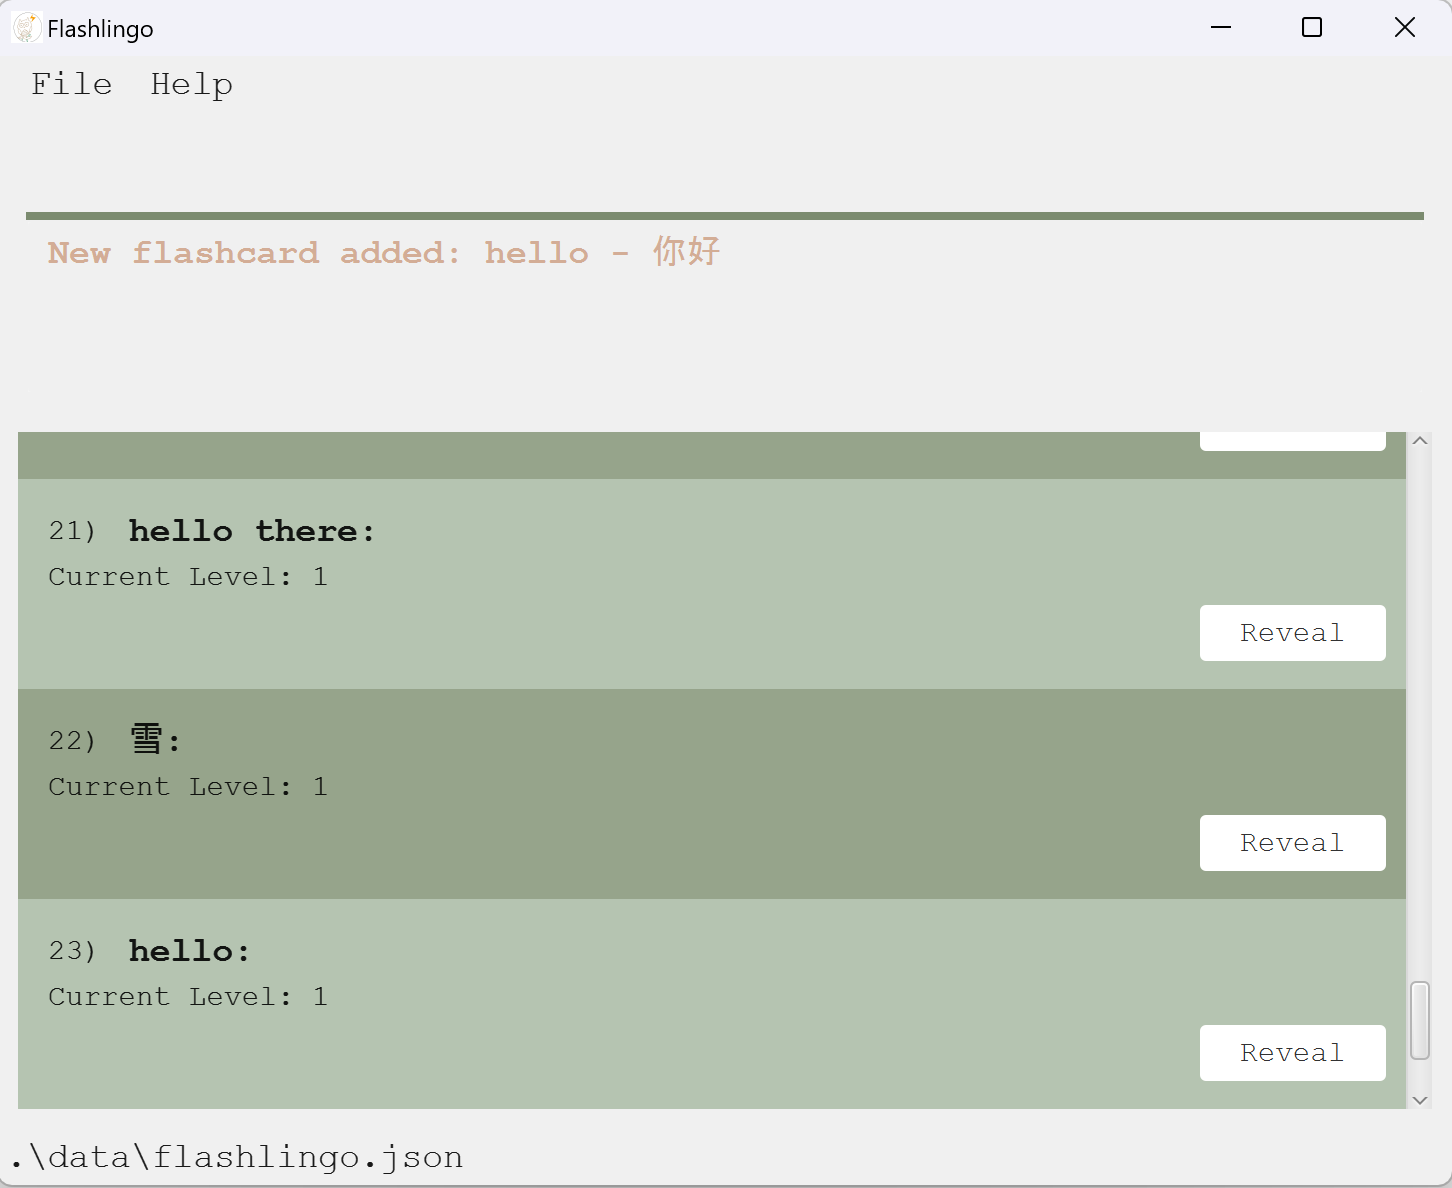 Flashlingo
File Help
New flashcard added: hello - 你好
21) hello there:
Current Level: 1
Reveal
22) 雪:
Current Level: 1
Reveal
23) hello:
Current Level: 1
Reveal
.\data\flashlingo.json